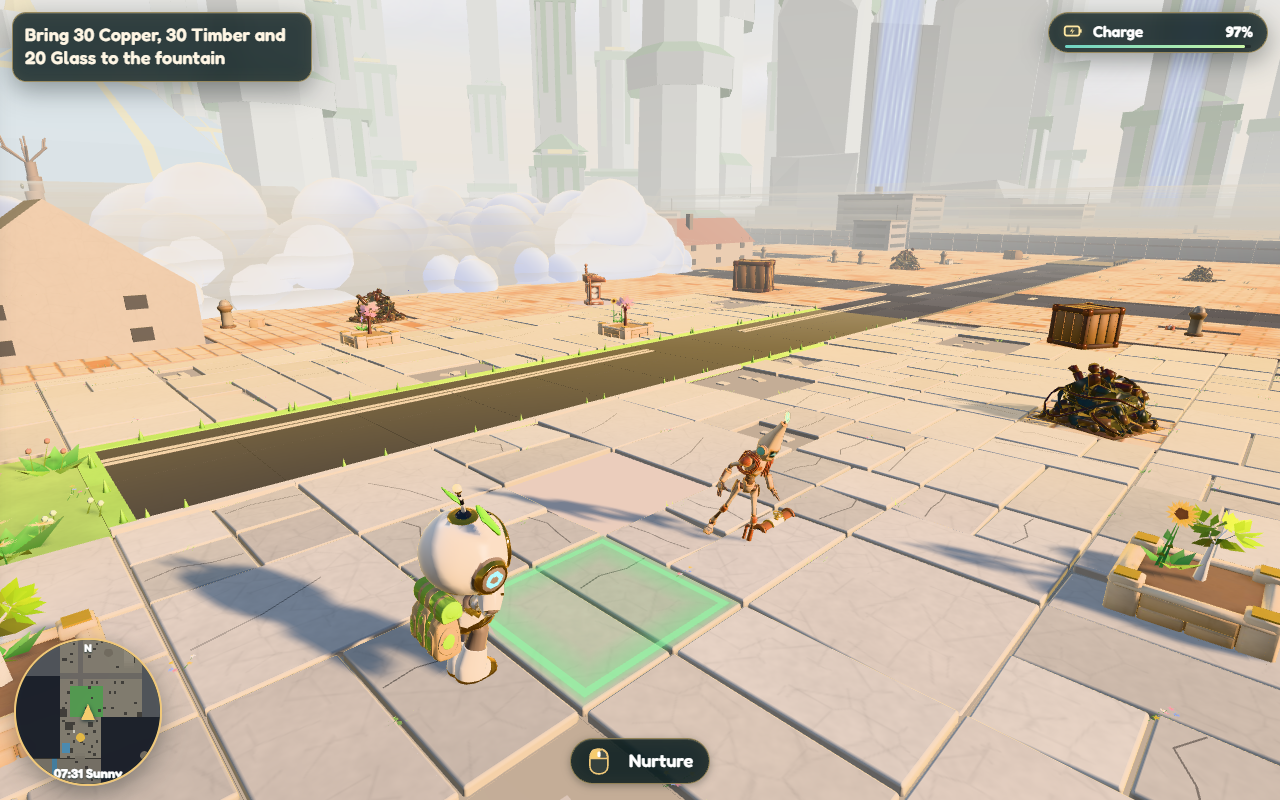 Bring 30 Copper, 30 Timber and
20 Glass to the fountain
Charge 97%
N
07:31 Sunny
Nurture